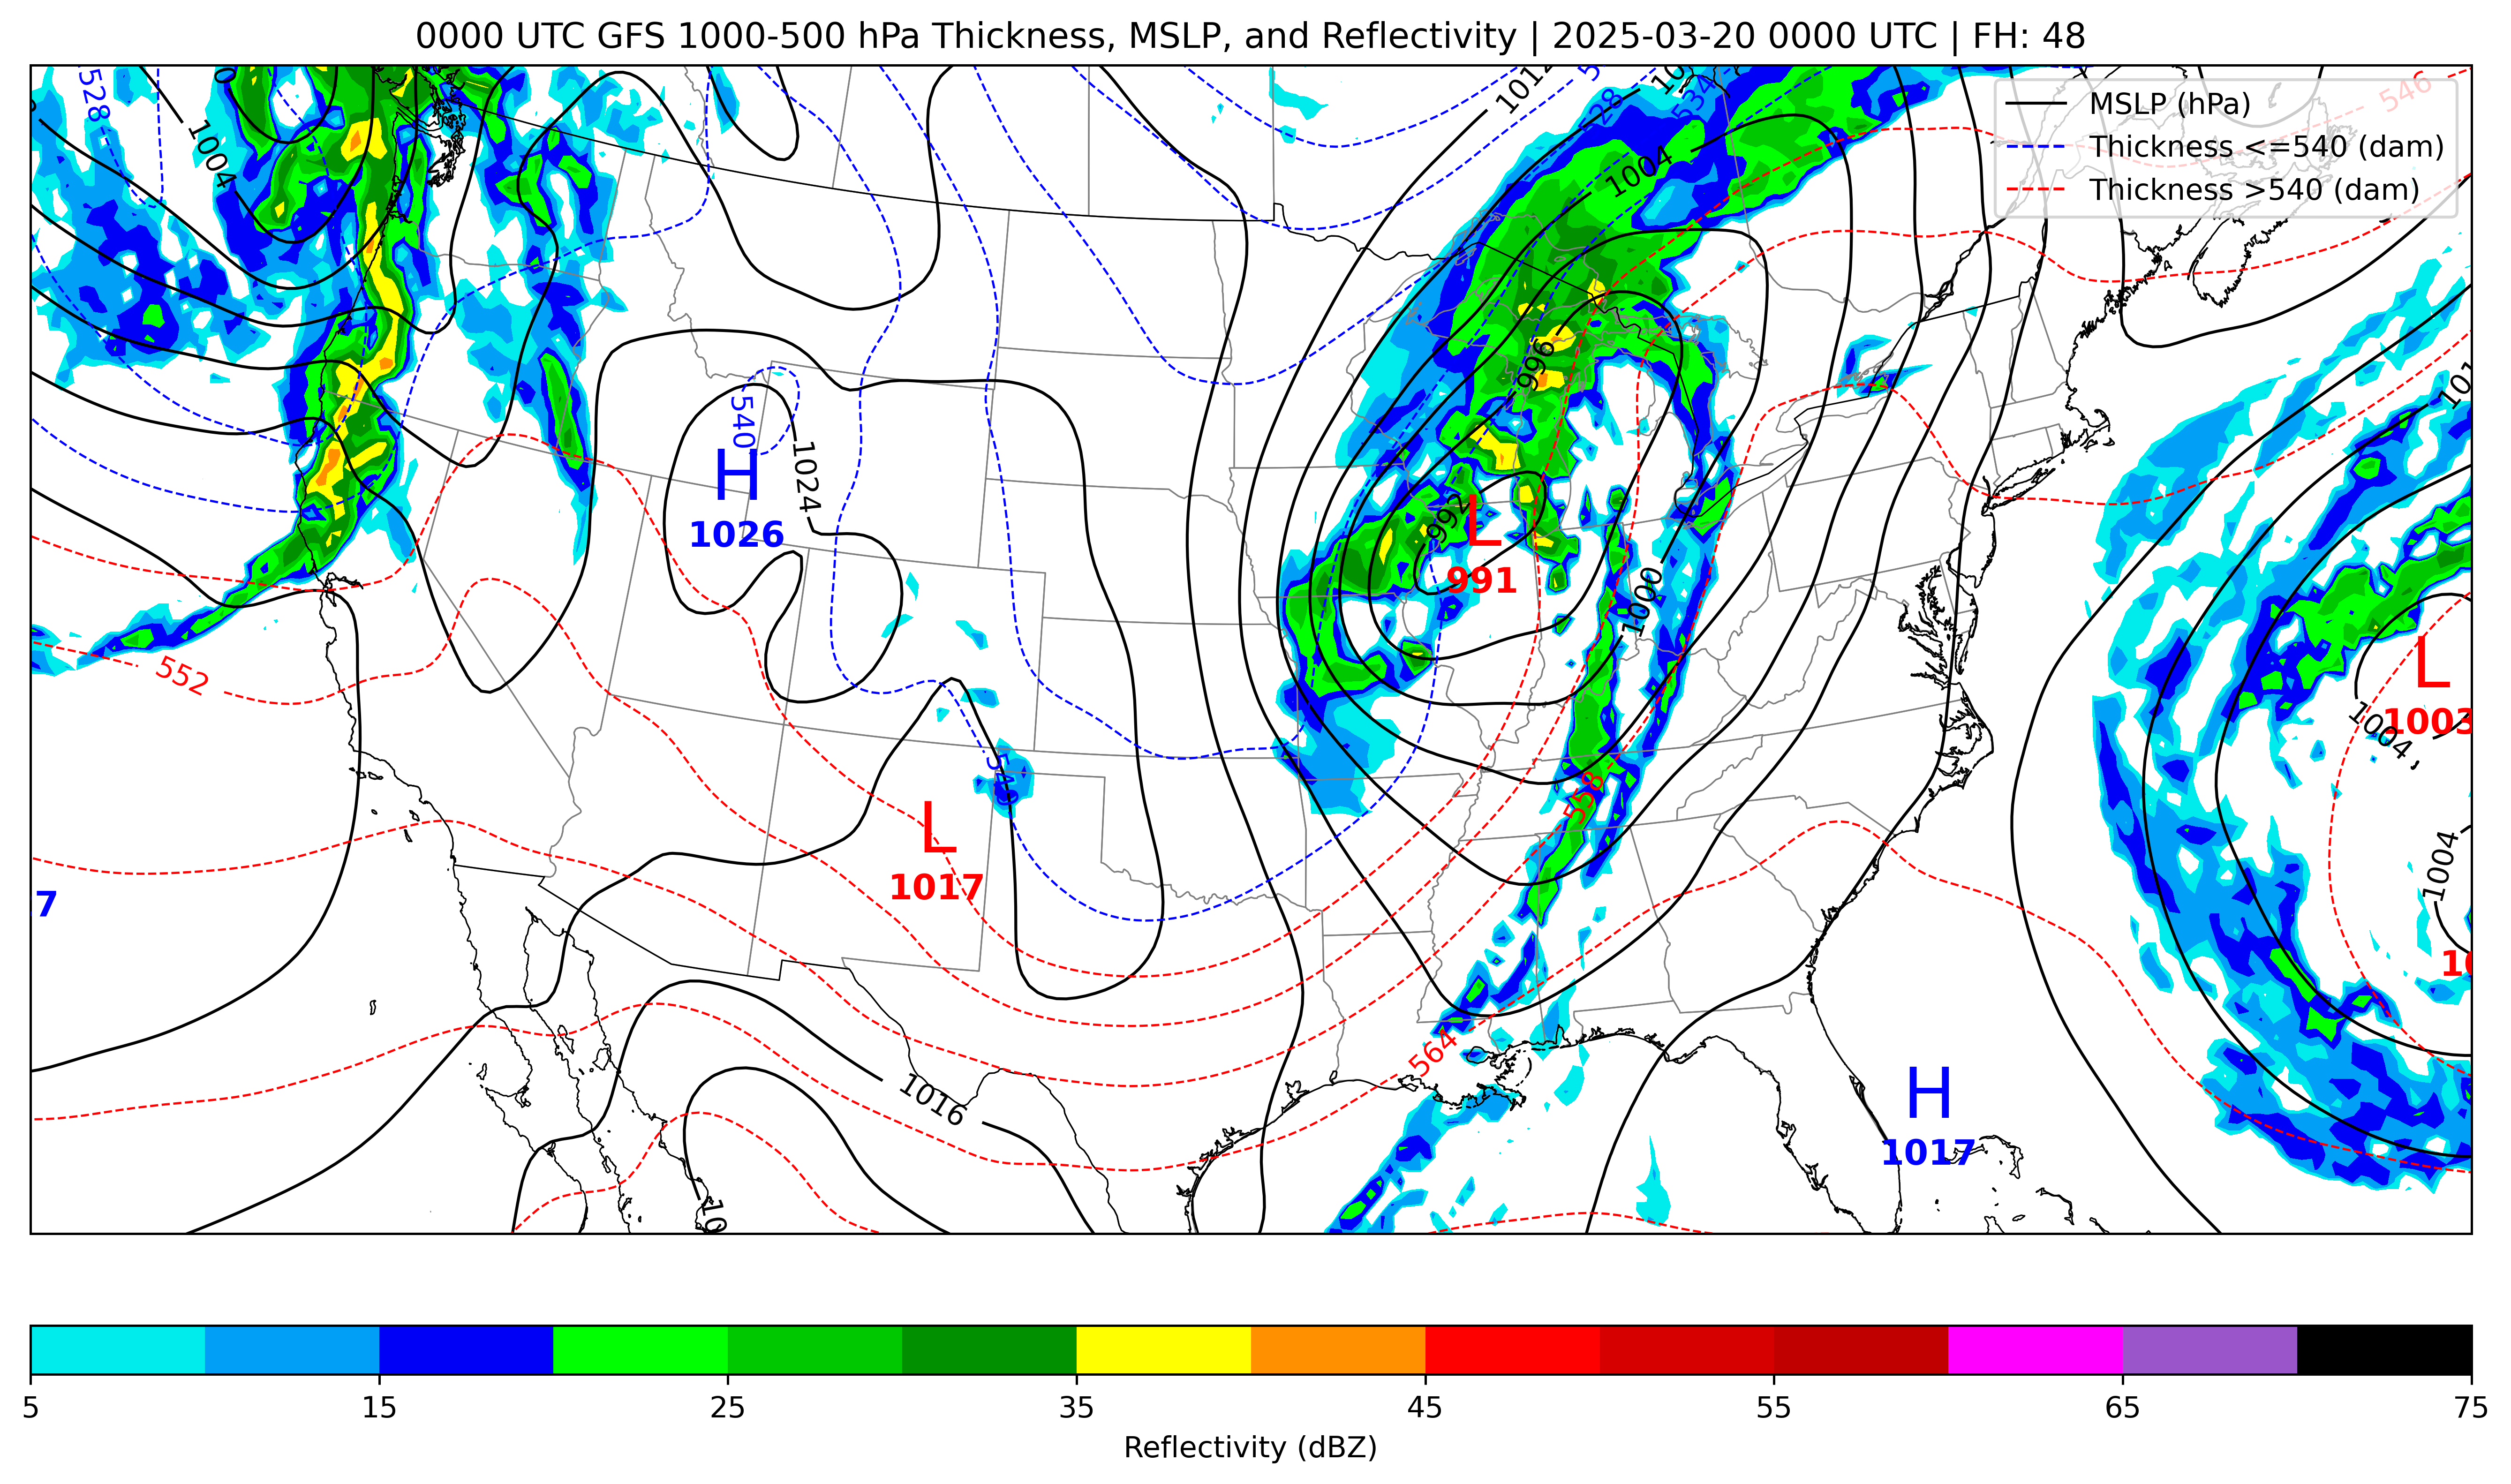 0000 UTC GFS 1000-500 hPa Thickness, MSLP, and Reflectivity | 2025-03-20 0000 UTC | FH: 48
MSLP (hPa)
Thickness <=540 (dam)
Thickness >540 (dam)
528
1004
1012
528
534
546
1004
996
540
1024
H
1026
992
L
991
1000
552
L
1003
1004
540
558
L
1017
1004
7
564
1016
H
1017
5 15 25 35 45 55 65 75
Reflectivity (dBZ)